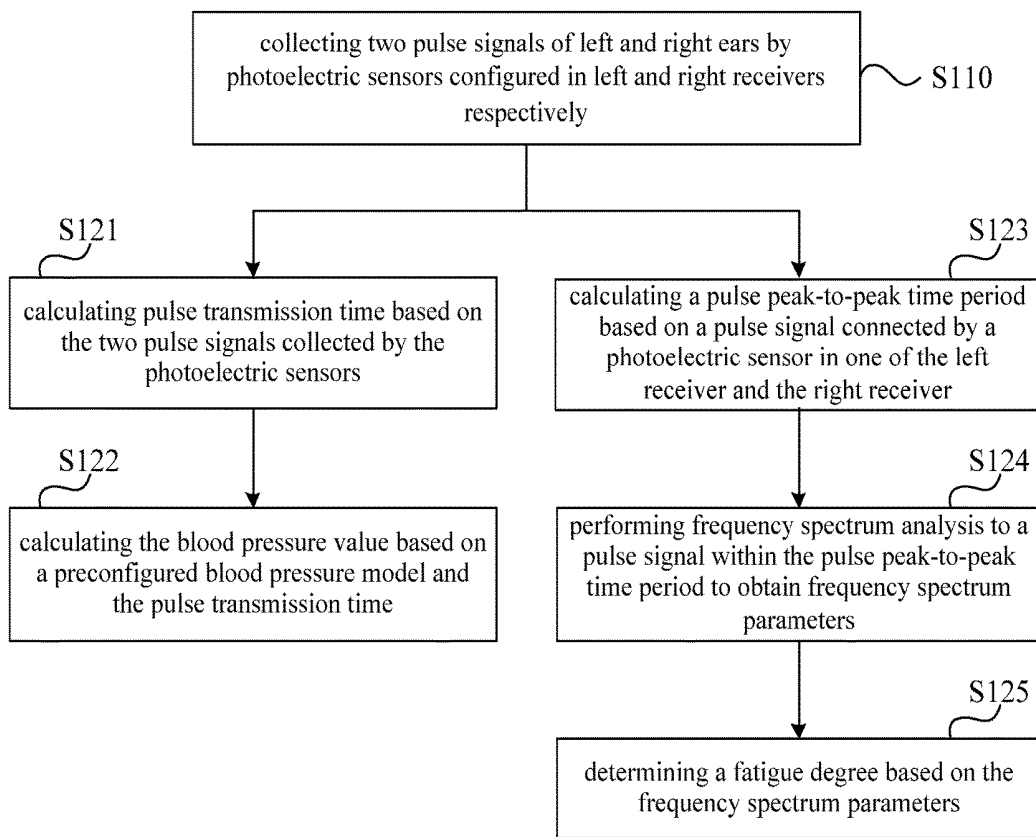 collecting two pulse signals of left and right ears by
photoelectric sensors configured in left and right receivers
respectively
S110
S121
calculating pulse transmission time based on
the two pulse signals collected by the
photoelectric sensors
S122
calculating the blood pressure value based on
a preconfigured blood pressure model and
the pulse transmission time
S123
calculating a pulse peak-to-peak time period
based on a pulse signal connected by a
photoelectric sensor in one of the left
receiver and the right receiver
S124
performing frequency spectrum analysis to a
pulse signal within the pulse peak-to-peak
time period to obtain frequency spectrum
parameters
S125
determining a fatigue degree based on the
frequency spectrum parameters